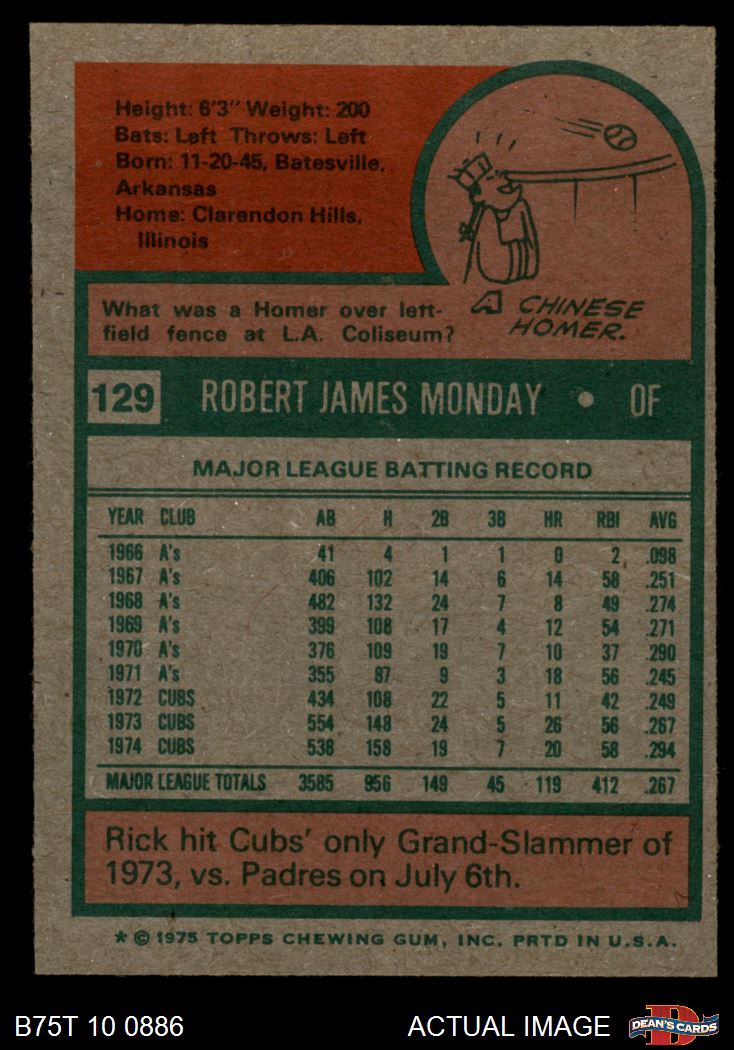 Height: 6'3" Weight: 200
Bats: Left Throws: Left
Born: 11-20-45, Batesville,
Arkansas
Home: Clarendon Hills,
Illinois
What was a Homer over left-
field fence at L.A. Coliseum?
A CHINESE
HOMER.
129 ROBERT JAMES MONDAY • OF
MAJOR LEAGUE BATTING RECORD
YEAR CLUB AB H 2B 3B HR RBI AVG
1966 A's 41 4 1 1 0 2 .098
1967 A's 406 102 14 6 14 58 .251
1968 A's 482 132 24 7 8 49 .274
1969 A's 399 108 17 4 12 54 .271
1970 A's 376 109 19 7 10 37 .290
1971 A's 355 87 9 3 18 56 .245
1972 CUBS 434 108 22 5 11 42 .249
1973 CUBS 554 148 24 5 26 56 .267
1974 CUBS 538 158 19 7 20 58 .294
MAJOR LEAGUE TOTALS 3585 956 149 45 119 412 .267
Rick hit Cubs' only Grand-Slammer of
1973, vs. Padres on July 6th.
* © 1975 TOPPS CHEWING GUM, INC. PRTD IN U.S.A.
B75T 10 0886 ACTUAL IMAGE D DEAN'S CARDS